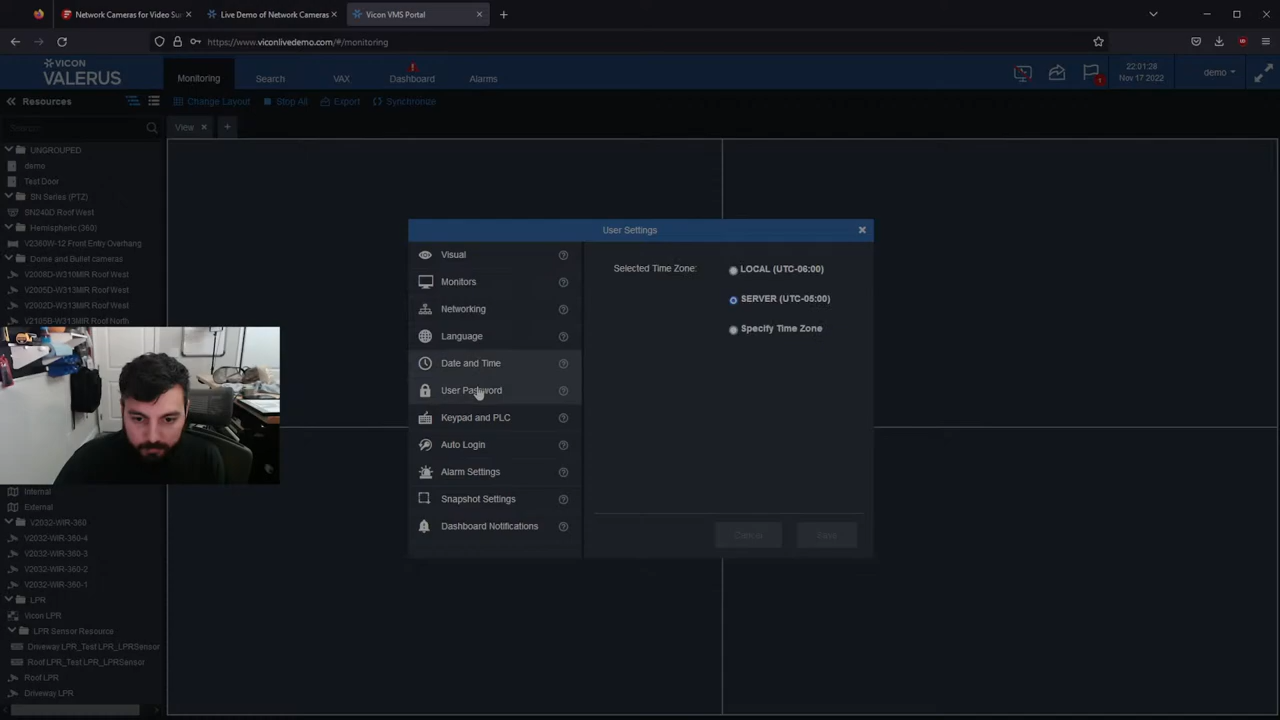 Network Cameras for Video Su
Live Demo of Network Cameras
Vicon VMS Portal
https://www.viconlivedemo.com/#/monitoring
VICON
VALERUS
Monitoring
Search
VAX
Dashboard
Alarms
22:01:28
Nov 17 2022
demo
Resources
Change Layout
Stop All
Export
Synchronize
Search...
View
UNGROUPED
demo
Test Door
SN Series (PTZ)
SN240D Roof West
Hemispheric (360)
V2360W-12 Front Entry Overhang
Dome and Bullet cameras
V2008D-W310MIR Roof West
V2005D-W313MIR Roof West
V2002D-W313MIR Roof West
V2105B-W313MIR Roof North
Internal
External
V2032-WIR-360
V2032-WIR-360-4
V2032-WIR-360-3
V2032-WIR-360-2
V2032-WIR-360-1
LPR
Vicon LPR
LPR Sensor Resource
Driveway LPR_Test LPR_LPRSensor
Roof LPR_Test LPR_LPRSensor
Roof LPR
Driveway LPR
User Settings
Visual
Monitors
Networking
Language
Date and Time
User Password
Keypad and PLC
Auto Login
Alarm Settings
Snapshot Settings
Dashboard Notifications
Selected Time Zone:
LOCAL (UTC-06:00)
SERVER (UTC-05:00)
Specify Time Zone
Save